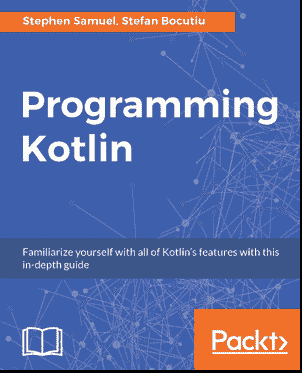 Stephen Samuel, Stefan Bocutiu
Programming
Kotlin
Familiarize yourself with all of Kotlin's features with this
in-depth guide
Packt>